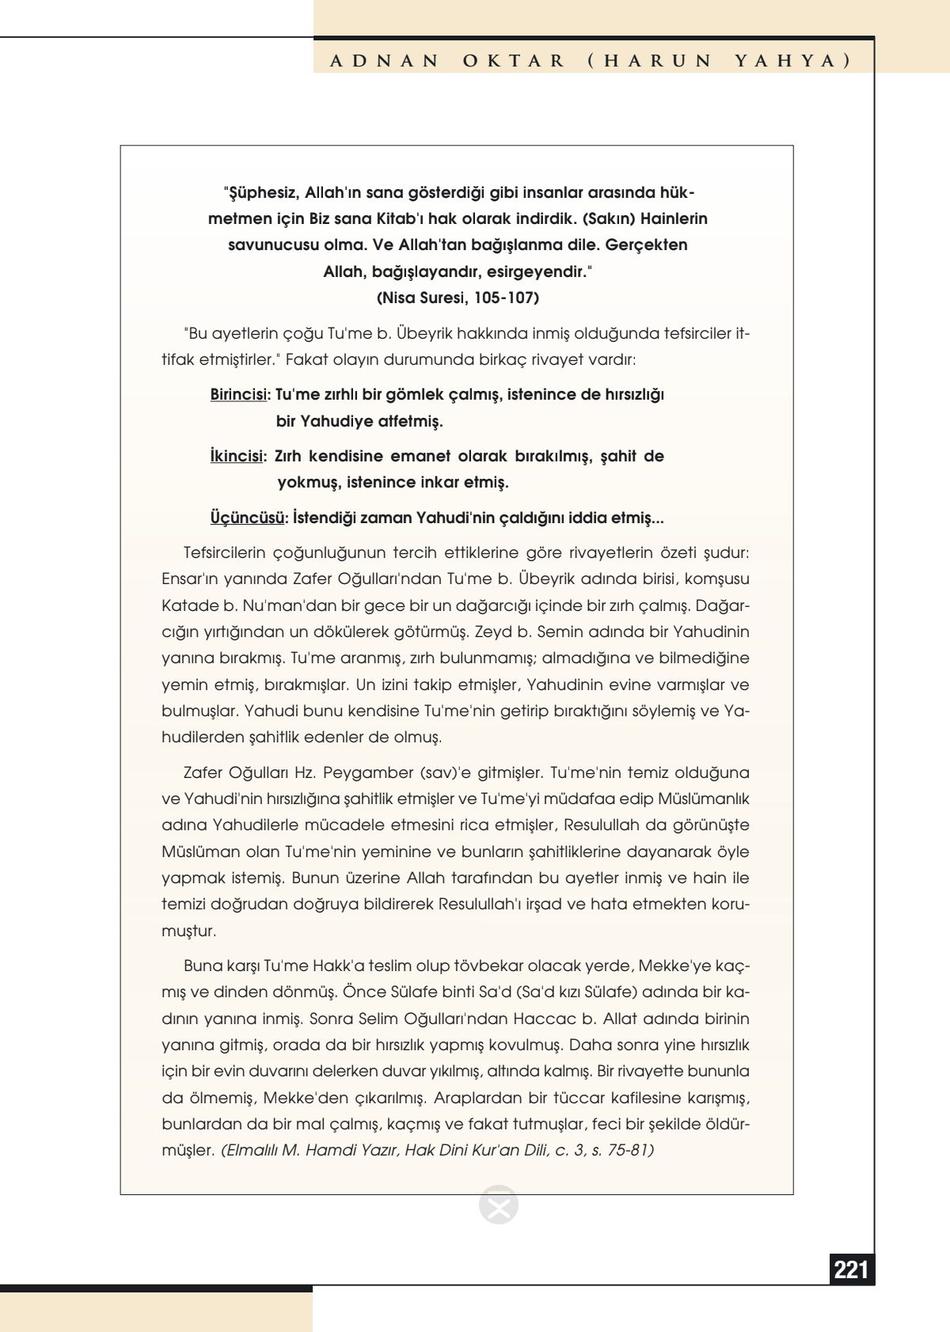 ADNAN OKTAR (HARUN YAHYA)
"Şüphesiz, Allah'ın sana gösterdiği gibi insanlar arasında hük-
metmen için Biz sana Kitab'ı hak olarak indirdik. (Sakın) Hainlerin
savunucusu olma. Ve Allah'tan bağışlanma dile. Gerçekten
Allah, bağışlayandır, esirgeyendir."
(Nisa Suresi, 105-107)
"Bu ayetlerin çoğu Tu'me b. Übeyrik hakkında inmiş olduğunda tefsirciler it-
tifak etmiştirler." Fakat olayın durumunda birkaç rivayet vardır:
Birincisi: Tu'me zırhlı bir gömlek çalmış, istenince de hırsızlığı
bir Yahudiye atfetmiş.
İkincisi: Zırh kendisine emanet olarak bırakılmış, şahit de
yokmuş, istenince inkar etmiş.
Üçüncüsü: İstendiği zaman Yahudi'nin çaldığını iddia etmiş...
Tefsircilerin çoğunluğunun tercih ettiklerine göre rivayetlerin özeti şudur:
Ensar'ın yanında Zafer Oğulları'ndan Tu'me b. Übeyrik adında birisi, komşusu
Katade b. Nu'man'dan bir gece bir un dağarcığı içinde bir zırh çalmış. Dağar-
cığın yırtığından un dökülerek götürmüş. Zeyd b. Semin adında bir Yahudinin
yanına bırakmış. Tu'me aranmış, zırh bulunmamış; almadığına ve bilmediğine
yemin etmiş, bırakmışlar. Un izini takip etmişler, Yahudinin evine varmışlar ve
bulmuşlar. Yahudi bunu kendisine Tu'me'nin getirip bıraktığını söylemiş ve Ya-
hudilerden şahitlik edenler de olmuş.
Zafer Oğulları Hz. Peygamber (sav)'e gitmişler. Tu'me'nin temiz olduğuna
ve Yahudi'nin hırsızlığına şahitlik etmişler ve Tu'me'yi müdafaa edip Müslümanlık
adına Yahudilerle mücadele etmesini rica etmişler, Resulullah da görünüşte
Müslüman olan Tu'me'nin yeminine ve bunların şahitliklerine dayanarak öyle
yapmak istemiş. Bunun üzerine Allah tarafından bu ayetler inmiş ve hain ile
temizi doğrudan doğruya bildirerek Resulullah'ı irşad ve hata etmekten koru-
muştur.
Buna karşı Tu'me Hakk'a teslim olup tövbekar olacak yerde, Mekke'ye kaç-
mış ve dinden dönmüş. Önce Sülafe binti Sa'd (Sa'd kızı Sülafe) adında bir ka-
dının yanına inmiş. Sonra Selim Oğulları'ndan Haccac b. Allat adında birinin
yanına gitmiş, orada da bir hırsızlık yapmış kovulmuş. Daha sonra yine hırsızlık
için bir evin duvarını delerken duvar yıkılmış, altında kalmış. Bir rivayette bununla
da ölmemiş, Mekke'den çıkarılmış. Araplardan bir tüccar kafilesine karışmış,
bunlardan da bir mal çalmış, kaçmış ve fakat tutmuşlar, feci bir şekilde öldür-
müşler. (Elmalılı M. Hamdi Yazır, Hak Dini Kur'an Dili, c. 3, s. 75-81)
221